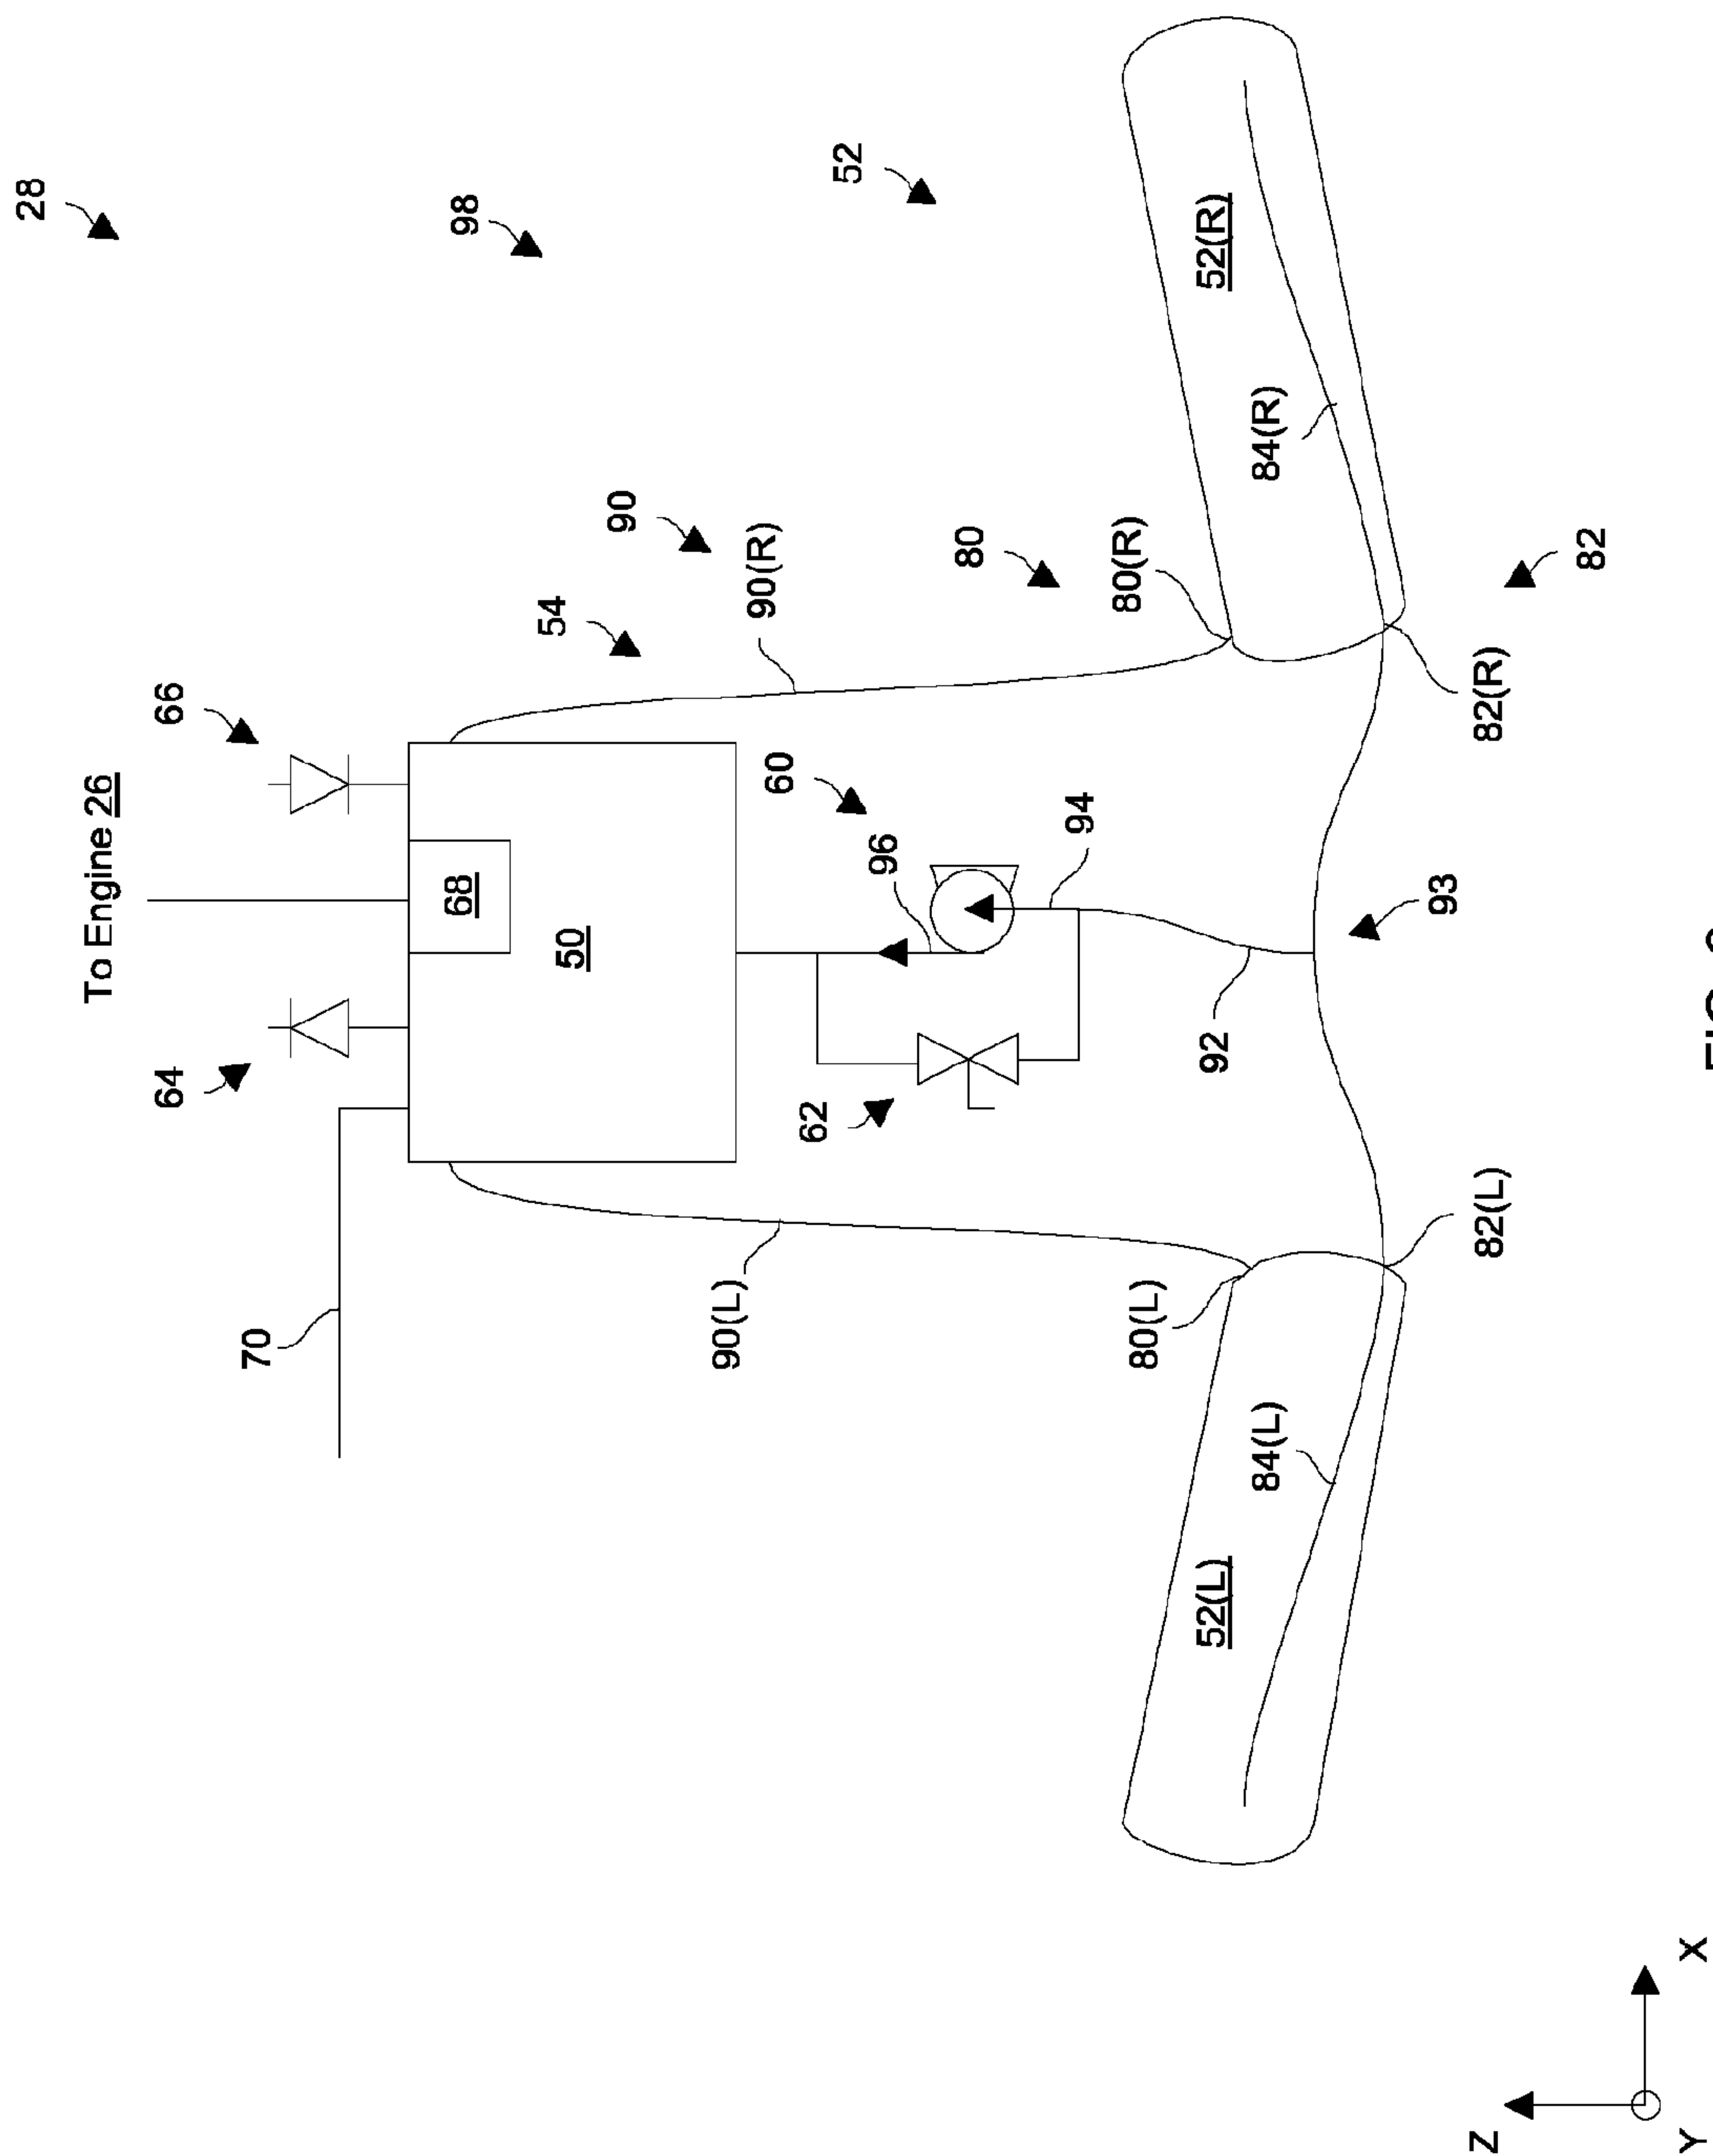 28
To Engine 26
64
66
70
98
68
54
50
90
90(L)
90(R)
60
62
52
96
80
94
80(L)
80(R)
92
52(L)
52(R)
84(L)
84(R)
93
82(L)
82(R)
82
Z
Y
X
FIG.